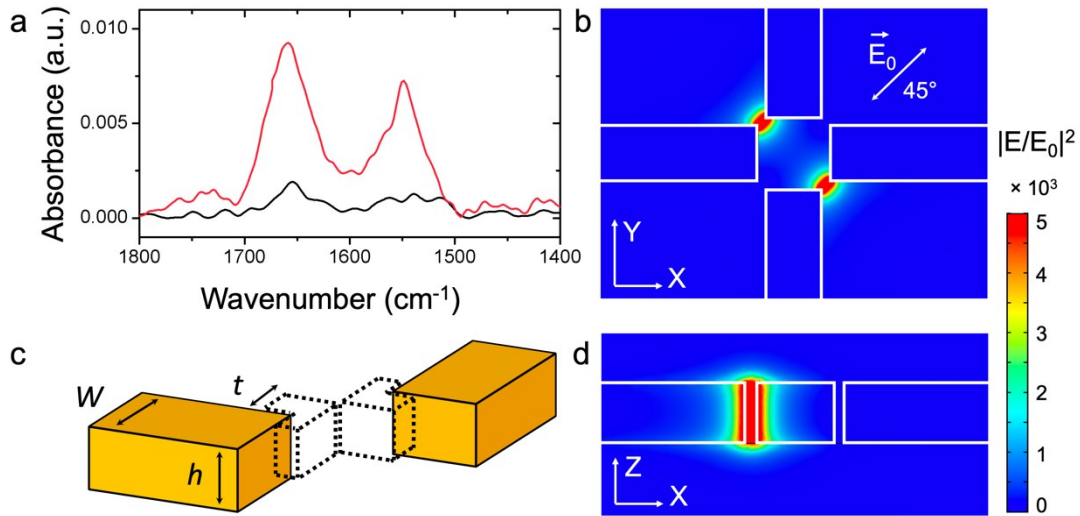 a
0.010
0.005
0.000
Absorbance (a.u.)
1800 1700 1600 1500 1400
Wavenumber (cm⁻¹)
b
E₀
45°
Y
X
|E/E₀|²
× 10³
5
4
3
2
1
0
c
W
t
h
d
Z
X